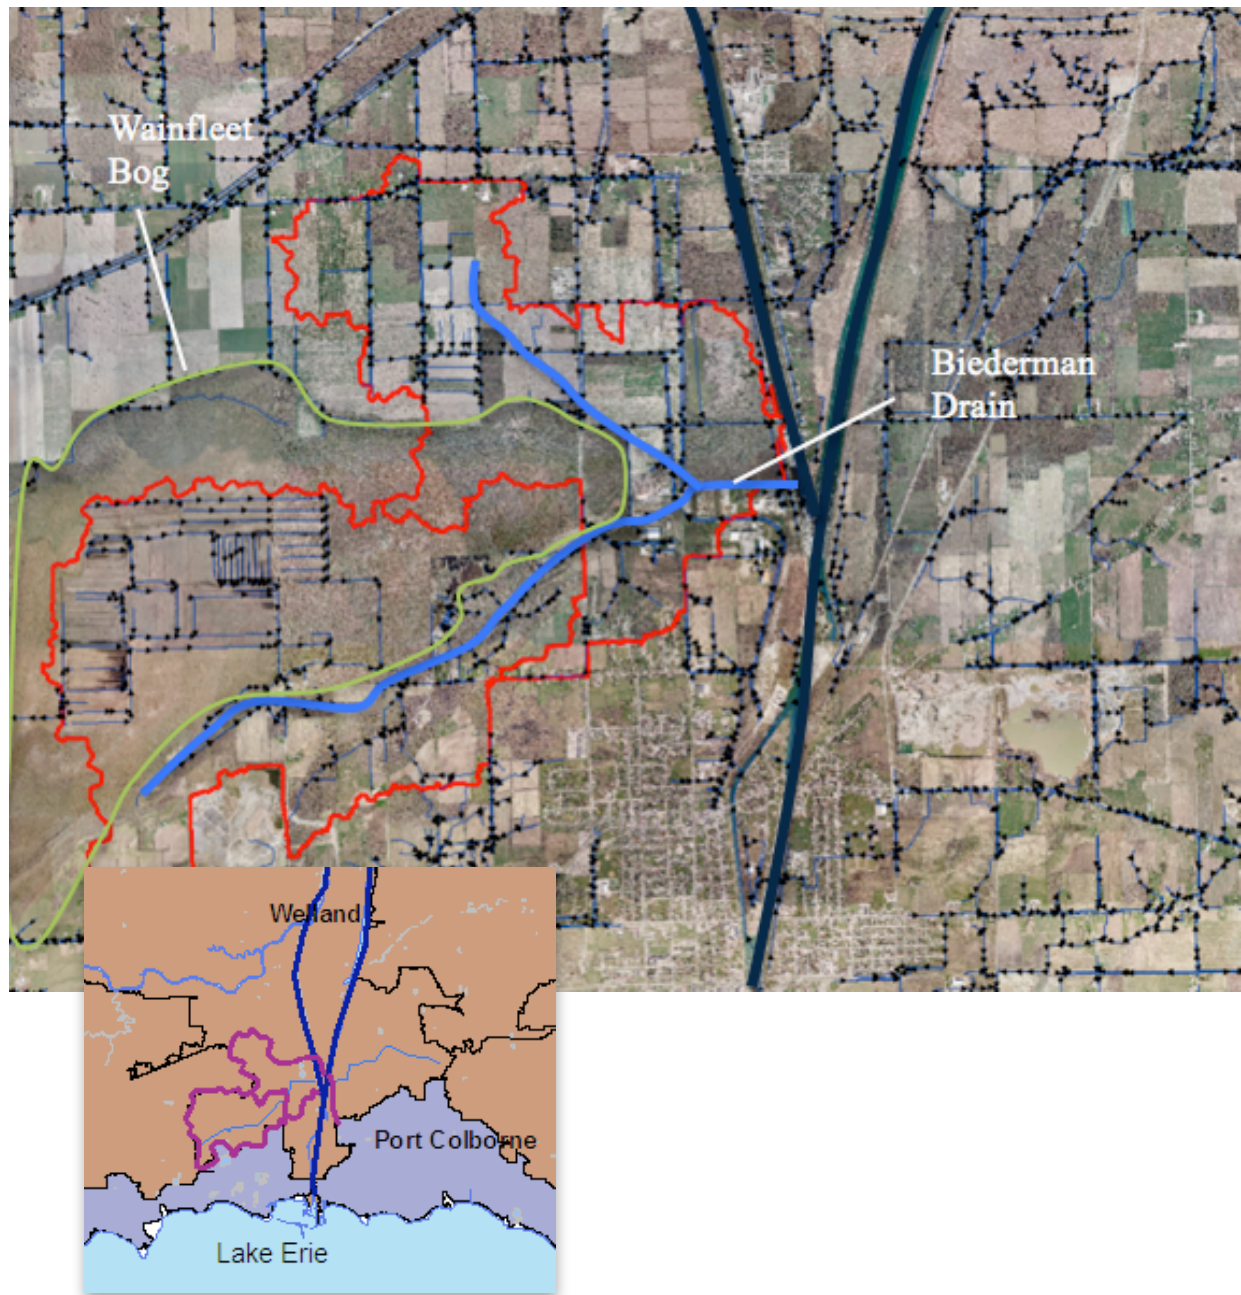 Wainfleet
Bog
Biederman
Drain
Welland
Port Colborne
Lake Erie